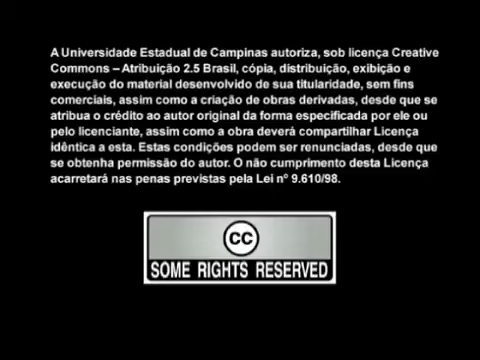 A Universidade Estadual de Campinas autoriza, sob licença Creative
Commons – Atribuição 2.5 Brasil, cópia, distribuição, exibição e
execução do material desenvolvido de sua titularidade, sem fins
comerciais, assim como a criação de obras derivadas, desde que se
atribua o crédito ao autor original da forma especificada por ele ou
pelo licenciante, assim como a obra deverá compartilhar Licença
idêntica a esta. Estas condições podem ser renunciadas, desde que
se obtenha permissão do autor. O não cumprimento desta Licença
acarretará nas penas previstas pela Lei nº 9.610/98.
CC
SOME RIGHTS RESERVED